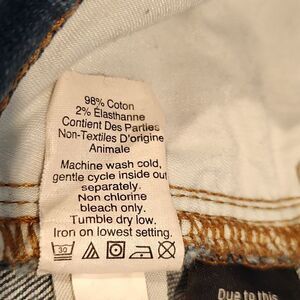 98% Coton
2% Élasthanne
Contient Des Parties
Non-Textiles D'origine
Animale
Machine wash cold,
gentle cycle inside out
separately.
Non chlorine
bleach only.
Tumble dry low.
Iron on lowest setting.
30
Due to this